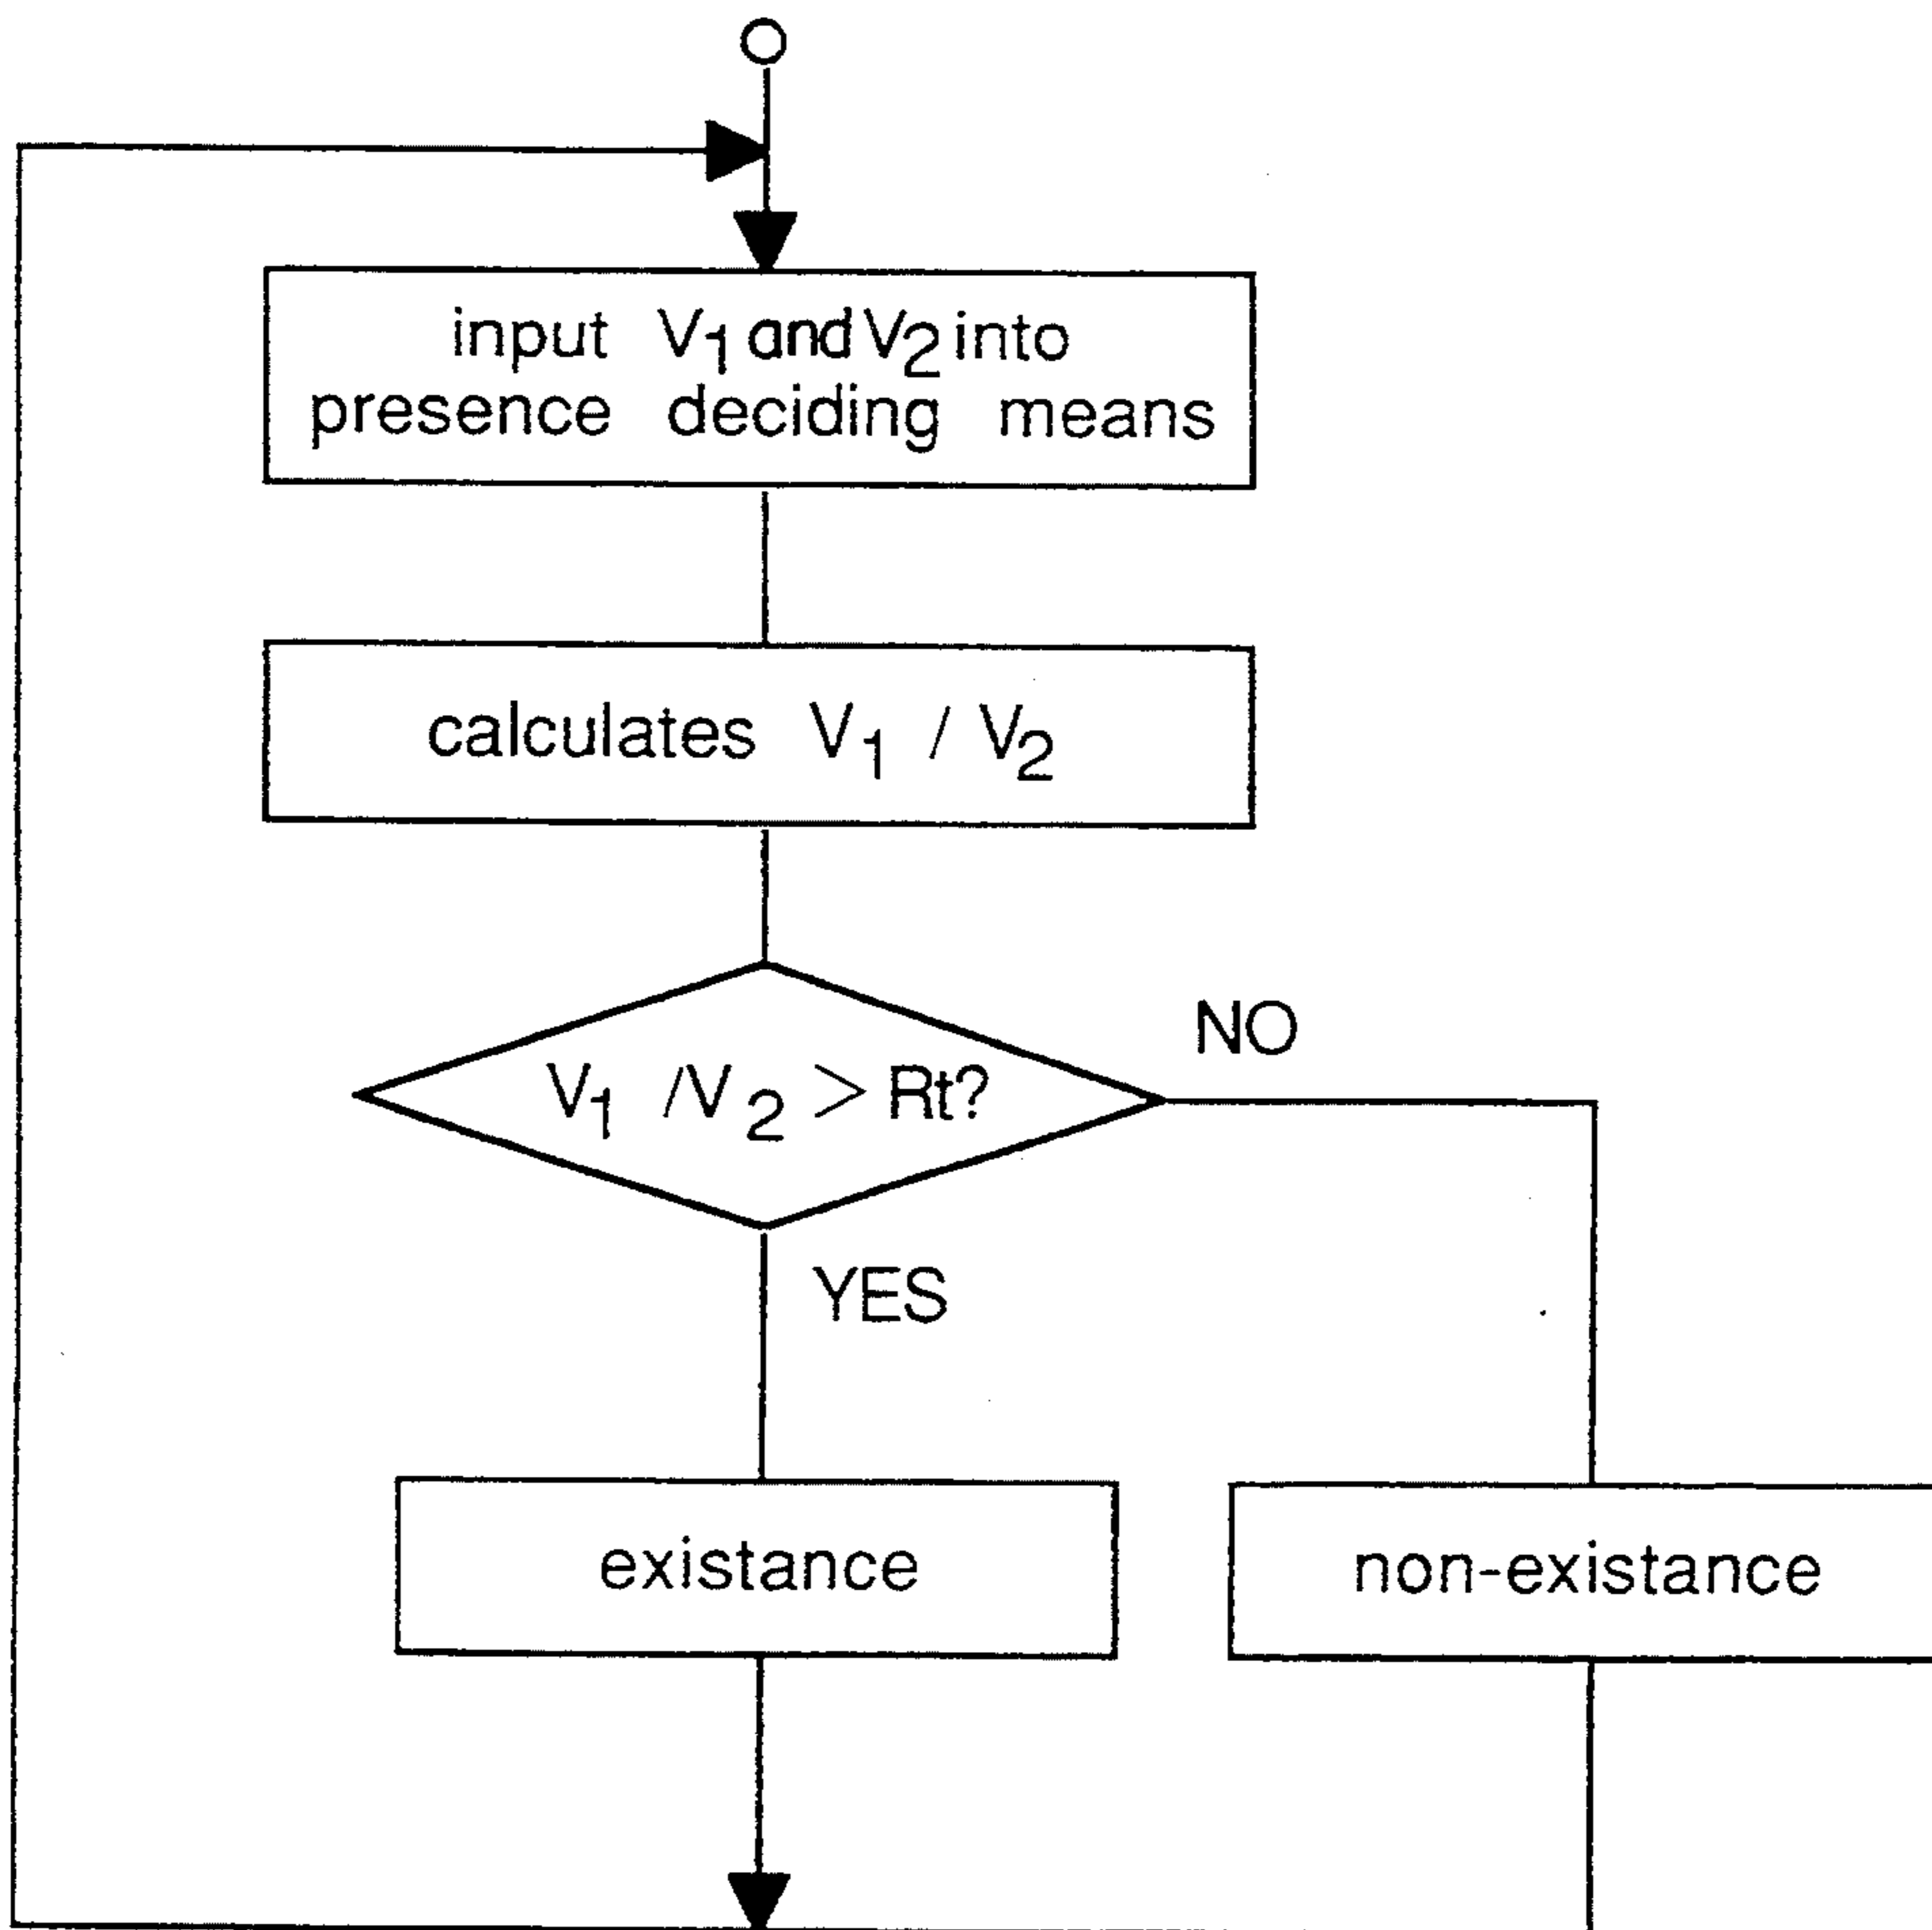 input V₁ and V₂ into
presence deciding means
calculates V₁ / V₂
NO
V₁ /V₂ > Rt?
YES
existance
non-existance